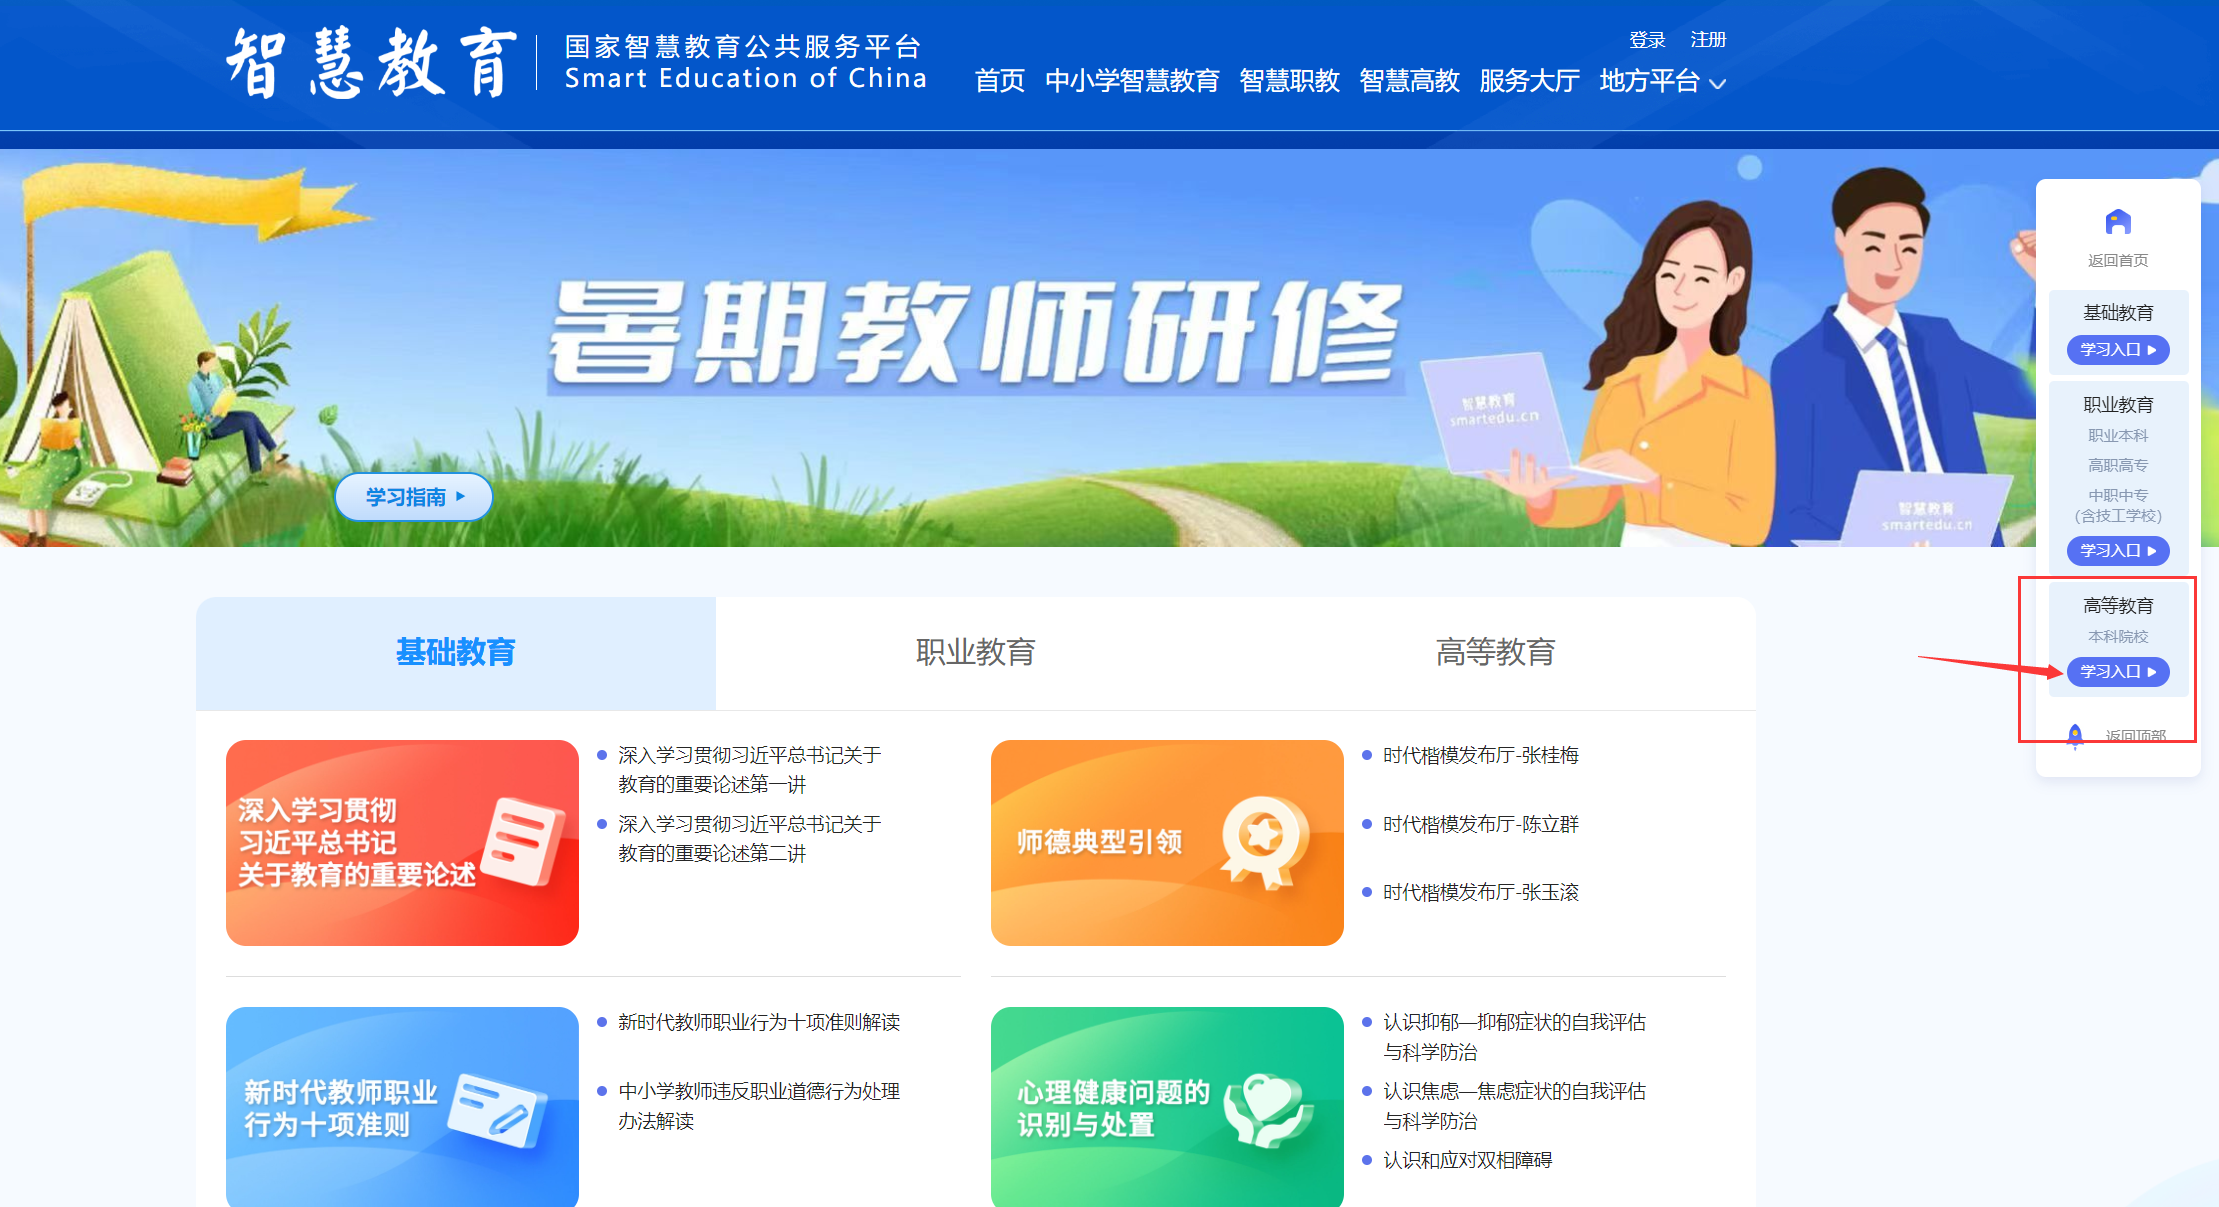 智慧教育
国家智慧教育公共服务平台
Smart Education of China
登录 注册
首页 中小学智慧教育 智慧职教 智慧高教 服务大厅 地方平台
暑期教师研修
学习指南
智慧教育
smartedu.cn
智慧教育
smartedu.cn
返回首页
基础教育
学习入口
职业教育
职业本科
高职高专
中职中专
(含技工学校)
学习入口
高等教育
本科院校
学习入口
返回顶部
基础教育 职业教育 高等教育
深入学习贯彻
习近平总书记
关于教育的重要论述
深入学习贯彻习近平总书记关于
教育的重要论述第一讲
深入学习贯彻习近平总书记关于
教育的重要论述第二讲
师德典型引领
时代楷模发布厅-张桂梅
时代楷模发布厅-陈立群
时代楷模发布厅-张玉滚
新时代教师职业
行为十项准则
新时代教师职业行为十项准则解读
中小学教师违反职业道德行为处理
办法解读
心理健康问题的
识别与处置
认识抑郁—抑郁症状的自我评估
与科学防治
认识焦虑—焦虑症状的自我评估
与科学防治
认识和应对双相障碍